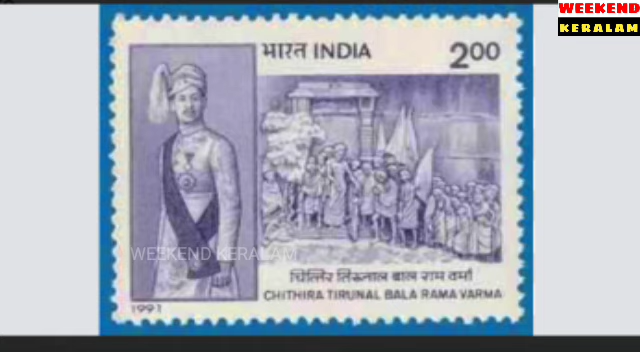 WEEKEND
KERALAM
भारत INDIA
2.00
WEEKEND KERALAM
चित्तिर तिरुनाल बाल राम वर्मा
CHITHIRA TIRUNAL BALA RAMA VARMA
1991